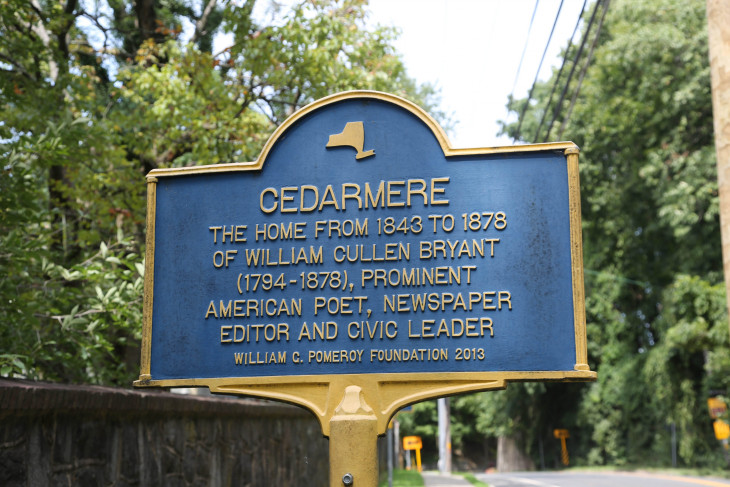 CEDARMERE
THE HOME FROM 1843 TO 1878
OF WILLIAM CULLEN BRYANT
(1794-1878), PROMINENT
AMERICAN POET, NEWSPAPER
EDITOR AND CIVIC LEADER
WILLIAM G. POMEROY FOUNDATION 2013